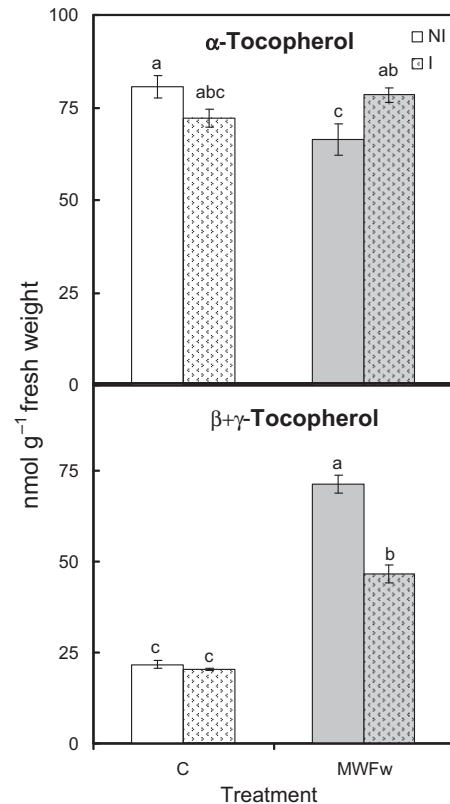 α-Tocopherol
NI
I
100
75
50
25
0
a
abc
c
ab
β+γ-Tocopherol
75
50
25
0
c
c
a
b
C
MWFw
Treatment
nmol g⁻¹ fresh weight